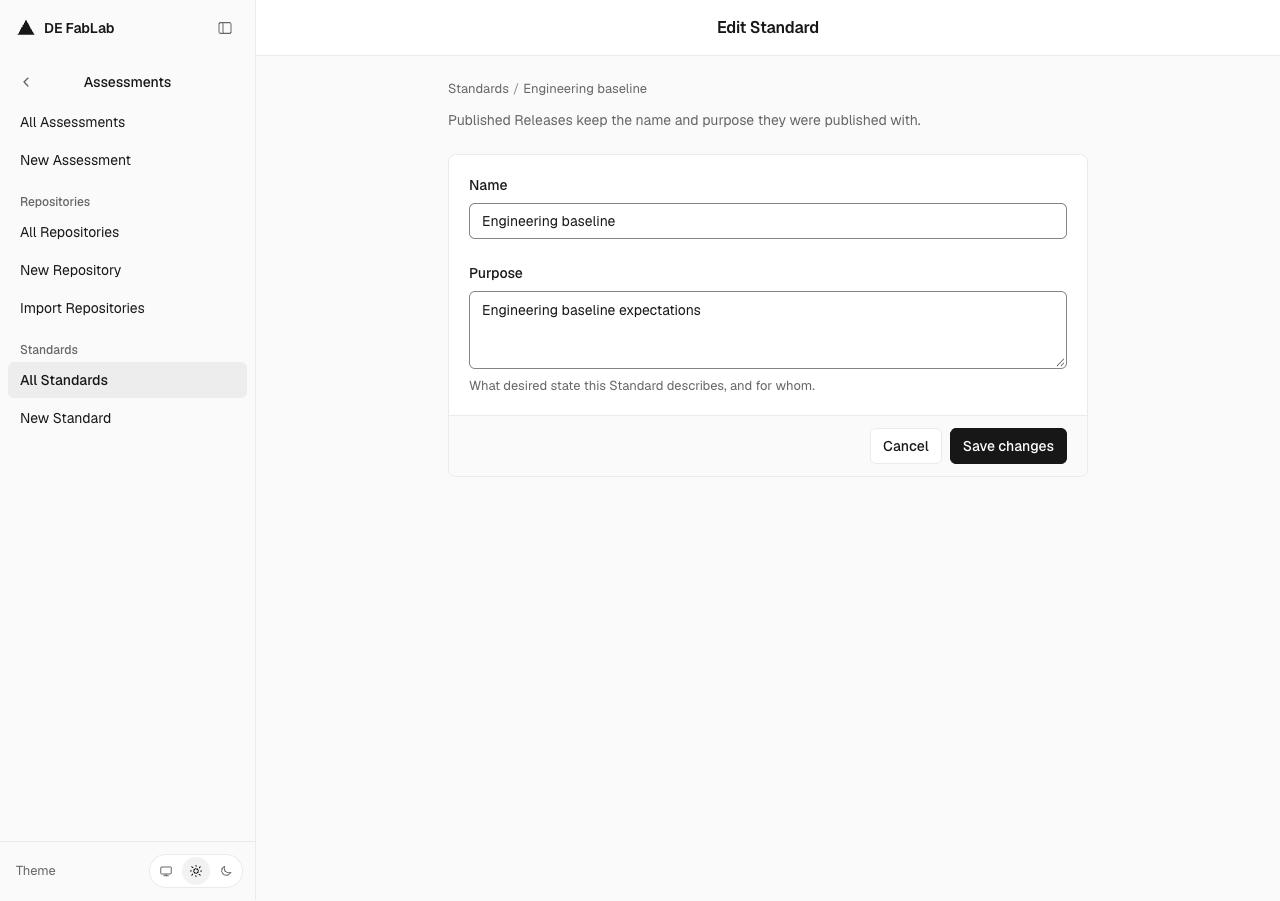 DE FabLab
Assessments
All Assessments
New Assessment
Repositories
All Repositories
New Repository
Import Repositories
Standards
All Standards
New Standard
Theme
Edit Standard
Standards / Engineering baseline
Published Releases keep the name and purpose they were published with.
Name
Engineering baseline
Purpose
Engineering baseline expectations
What desired state this Standard describes, and for whom.
Cancel
Save changes